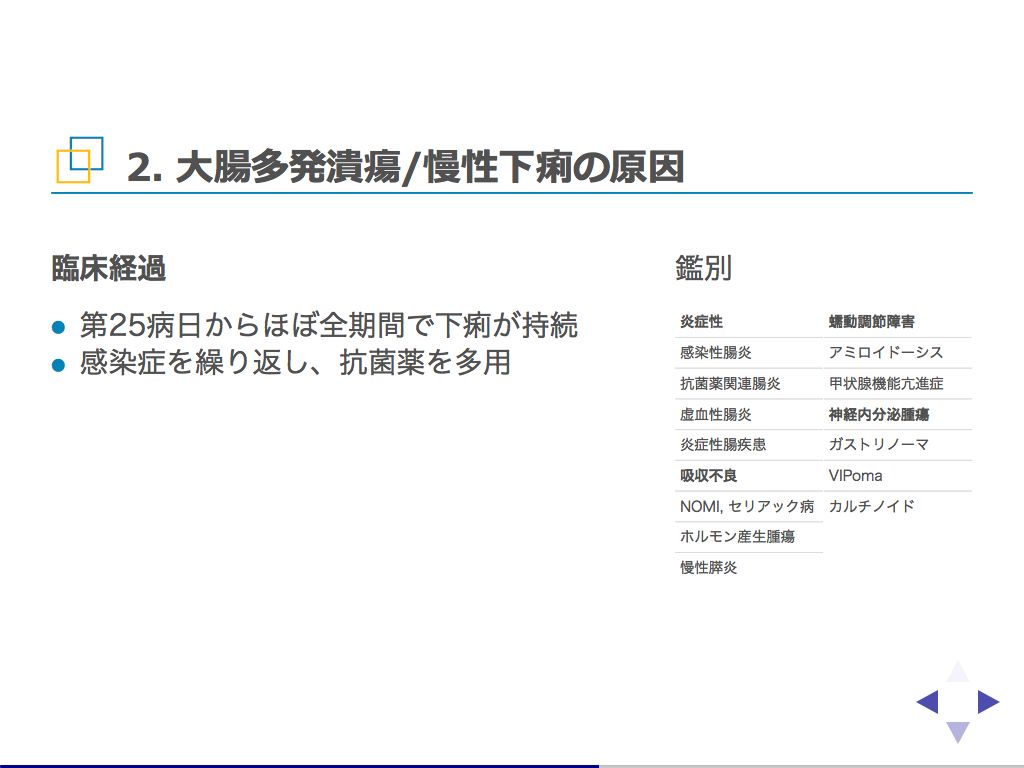 2. 大腸多発潰瘍/慢性下痢の原因
臨床経過
第25病日からほぼ全期間で下痢が持続
感染症を繰り返し、抗菌薬を多用
鑑別
炎症性
感染性腸炎
抗菌薬関連腸炎
虚血性腸炎
炎症性腸疾患
吸収不良
NOMI, セリアック病
ホルモン産生腫瘍
慢性膵炎
蠕動調節障害
アミロイドーシス
甲状腺機能亢進症
神経内分泌腫瘍
ガストリノーマ
VIPoma
カルチノイド